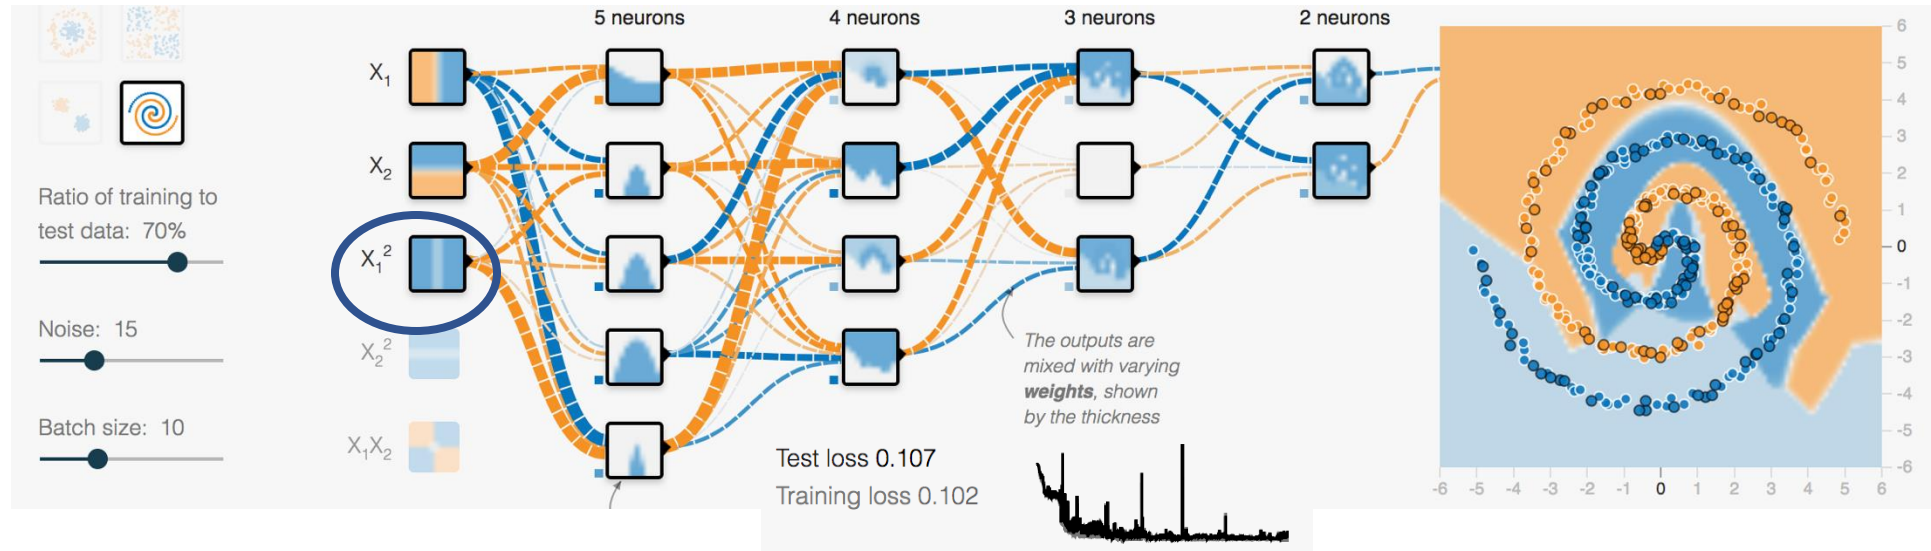 5 neurons
4 neurons
3 neurons
2 neurons
X1
X2
X1²
X2²
X1X2
Ratio of training to
test data: 70%
Noise: 15
Batch size: 10
The outputs are
mixed with varying
weights, shown
by the thickness
Test loss 0.107
Training loss 0.102
6
5
4
3
2
1
0
-1
-2
-3
-4
-5
-6
-6 -5 -4 -3 -2 -1 0 1 2 3 4 5 6